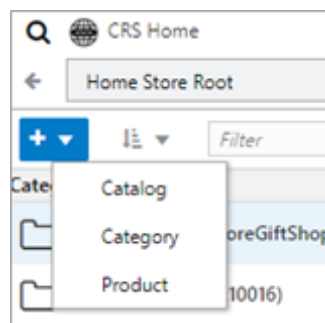 CRS Home
Home Store Root
Filter
Catalog
Category
oreGiftShop
Product
10016)